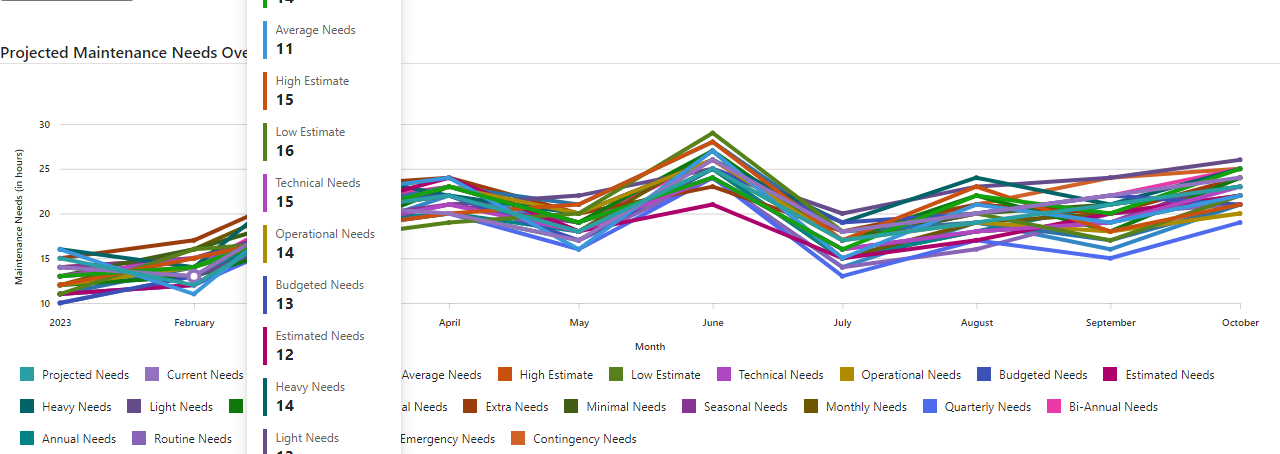 14
Average Needs
11
Projected Maintenance Needs Ove
High Estimate
15
Low Estimate
16
Technical Needs
15
Operational Needs
14
Budgeted Needs
13
Estimated Needs
12
Heavy Needs
14
Light Needs
Maintenance Needs (in hours)
30
25
20
15
10
2023 February April May June July August September October
Month
Projected Needs Current Needs Average Needs High Estimate Low Estimate Technical Needs Operational Needs Budgeted Needs Estimated Needs
Heavy Needs Light Needs al Needs Extra Needs Minimal Needs Seasonal Needs Monthly Needs Quarterly Needs Bi-Annual Needs
Annual Needs Routine Needs Emergency Needs Contingency Needs